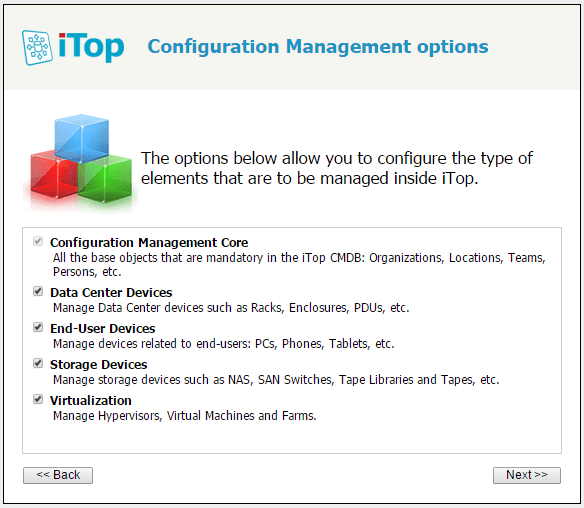 iTop Configuration Management options
The options below allow you to configure the type of
elements that are to be managed inside iTop.
Configuration Management Core
All the base objects that are mandatory in the iTop CMDB: Organizations, Locations, Teams,
Persons, etc.
Data Center Devices
Manage Data Center devices such as Racks, Enclosures, PDUs, etc.
End-User Devices
Manage devices related to end-users: PCs, Phones, Tablets, etc.
Storage Devices
Manage storage devices such as NAS, SAN Switches, Tape Libraries and Tapes, etc.
Virtualization
Manage Hypervisors, Virtual Machines and Farms.
<< Back Next >>